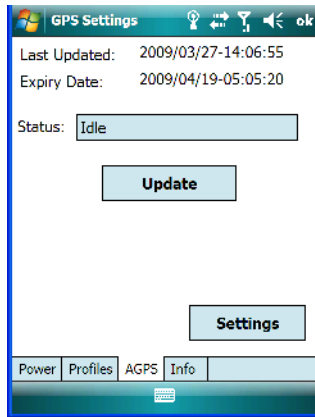 GPS Settings ok
Last Updated: 2009/03/27-14:06:55
Expiry Date: 2009/04/19-05:05:20
Status: Idle
Update
Settings
Power Profiles AGPS Info